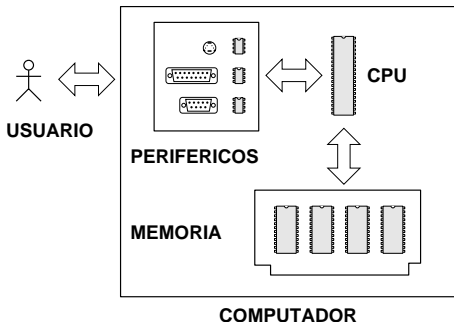 CPU
USUARIO
PERIFERICOS
MEMORIA
COMPUTADOR